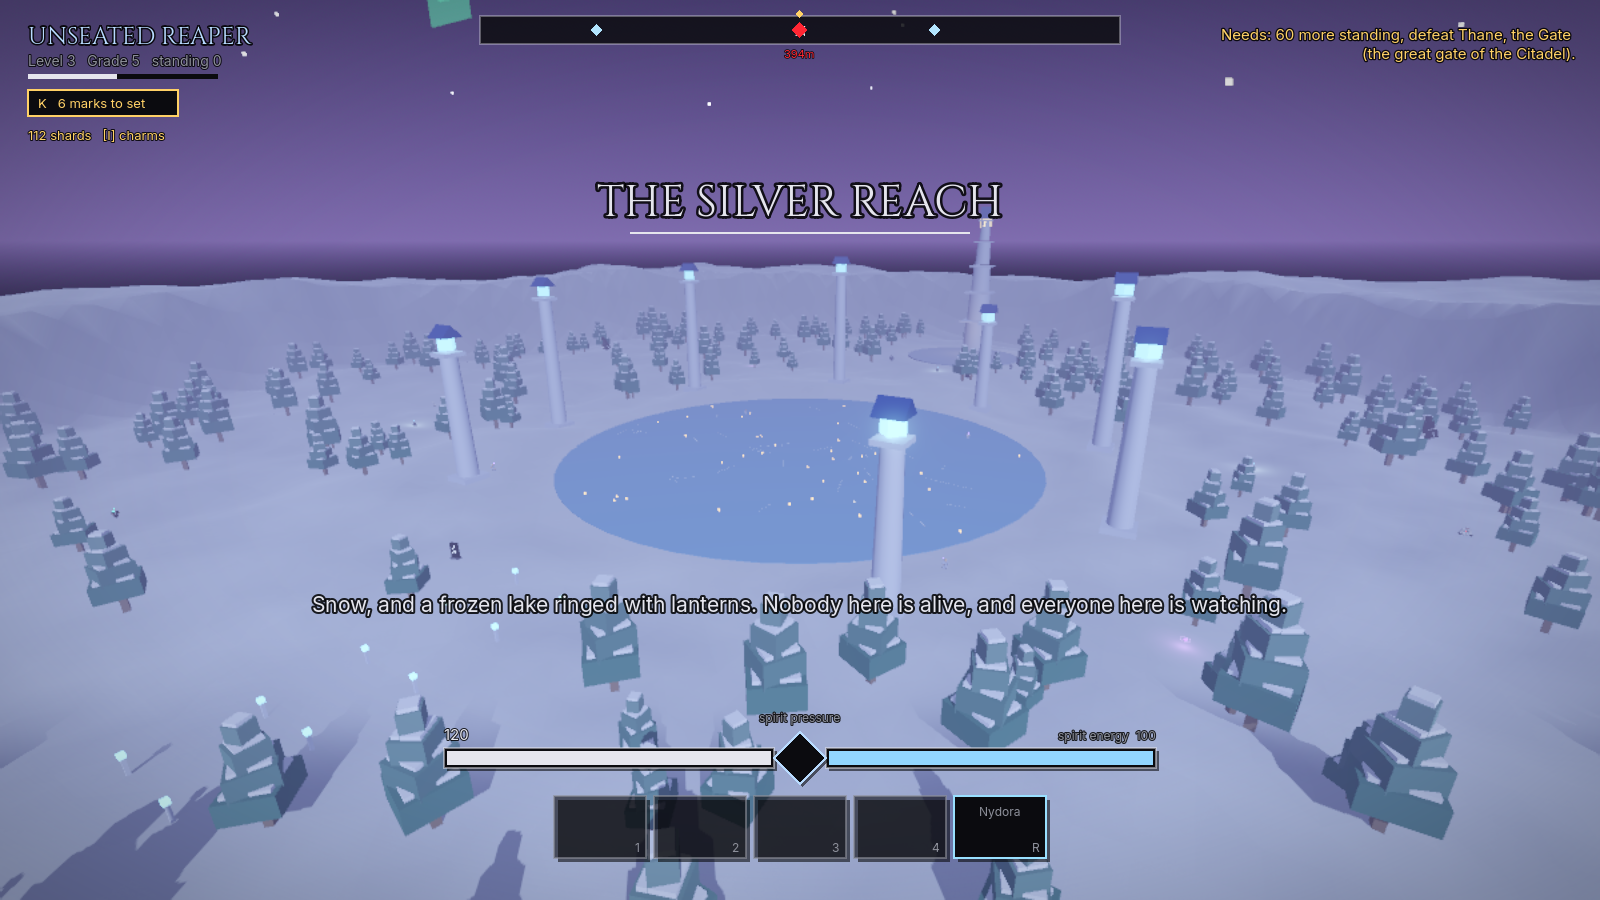 UNSEATED REAPER
Level 3 Grade 5 standing 0
K 6 marks to set
112 shards [I] charms
394m
Needs: 60 more standing, defeat Thane, the Gate
(the great gate of the Citadel).
THE SILVER REACH
Snow, and a frozen lake ringed with lanterns. Nobody here is alive, and everyone here is watching.
spirit pressure
120
spirit energy 100
Nydora
1
2
3
4
R